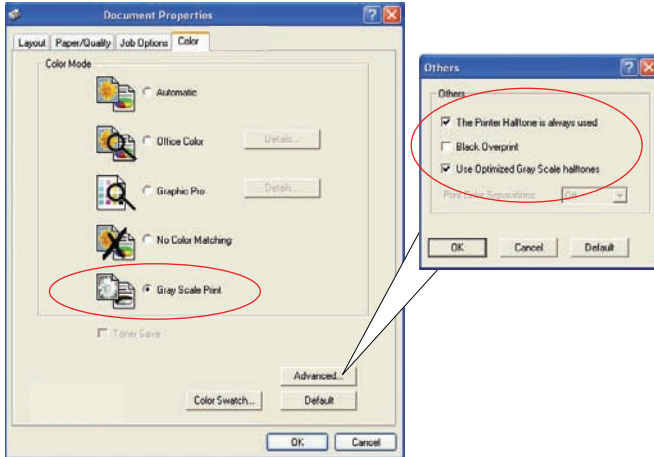 Document Properties
Layout Paper/Quality Job Options Color
Color Mode
Automatic
Office Color Details...
Graphic Pro Details...
No Color Matching
Gray Scale Print
Toner Save
Advanced...
Color Swatch... Default
OK Cancel
Others
Others
The Printer Halftone is always used
Black Overprint
Use Optimized Gray Scale halftones
Print Color Separations: Off
OK Cancel Default